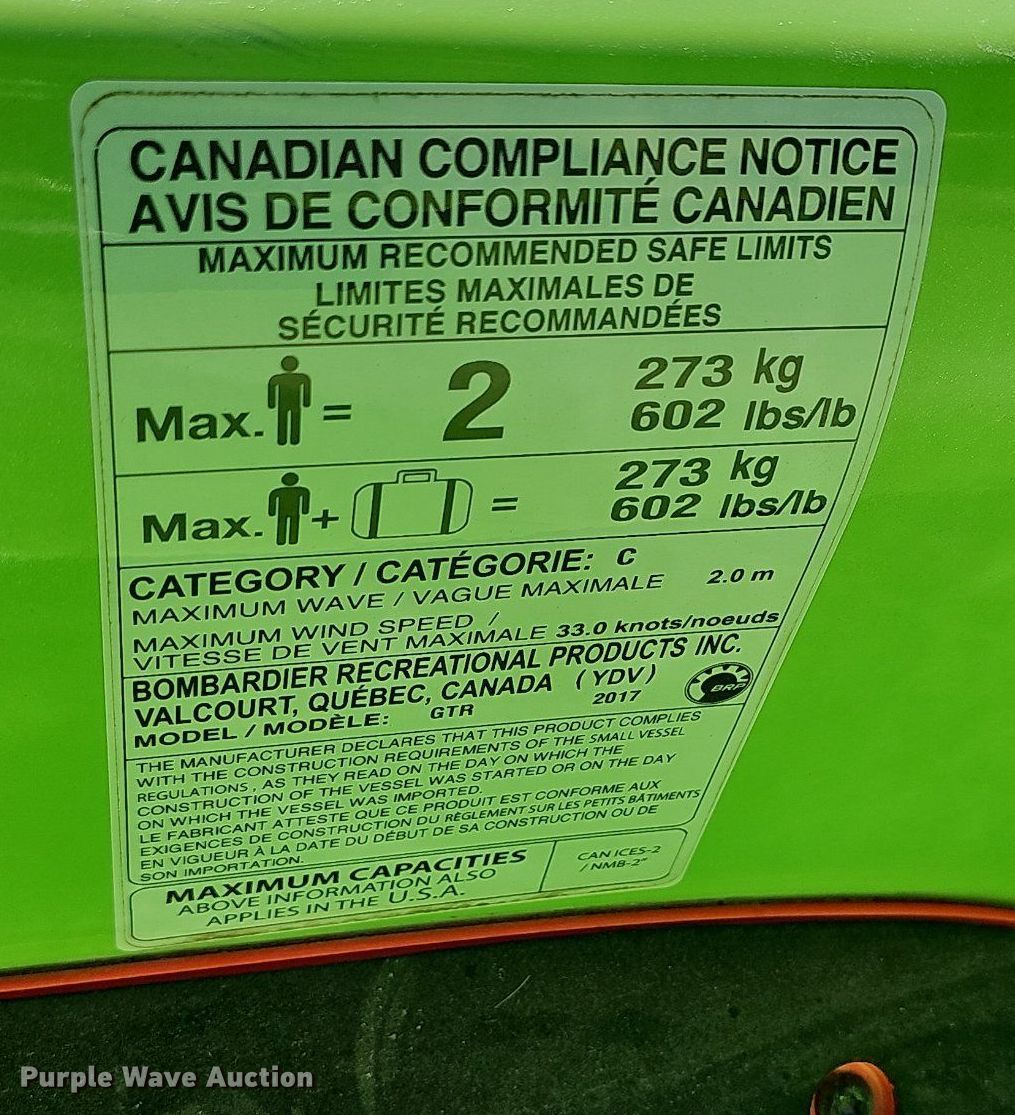 CANADIAN COMPLIANCE NOTICE
AVIS DE CONFORMITÉ CANADIEN
MAXIMUM RECOMMENDED SAFE LIMITS
LIMITES MAXIMALES DE
SÉCURITÉ RECOMMANDÉES
Max. = 2 273 kg
602 lbs/lb
Max. + = 273 kg
602 lbs/lb
CATEGORY / CATÉGORIE: C
MAXIMUM WAVE / VAGUE MAXIMALE 2.0 m
MAXIMUM WIND SPEED /
VITESSE DE VENT MAXIMALE 33.0 knots/noeuds
BOMBARDIER RECREATIONAL PRODUCTS INC.
VALCOURT, QUÉBEC, CANADA (YDV)
MODEL / MODÈLE: GTR 2017
BRP
THE MANUFACTURER DECLARES THAT THIS PRODUCT COMPLIES
WITH THE CONSTRUCTION REQUIREMENTS OF THE SMALL VESSEL
REGULATIONS, AS THEY READ ON THE DAY ON WHICH THE
CONSTRUCTION OF THE VESSEL WAS STARTED OR ON THE DAY
ON WHICH THE VESSEL WAS IMPORTED.
LE FABRICANT ATTESTE QUE CE PRODUIT EST CONFORME AUX
EXIGENCES DE CONSTRUCTION DU RÈGLEMENT SUR LES PETITS BÂTIMENTS
EN VIGUEUR À LA DATE DU DÉBUT DE SA CONSTRUCTION OU DE
SON IMPORTATION.
MAXIMUM CAPACITIES
ABOVE INFORMATION ALSO
APPLIES IN THE U.S.A.
CAN ICES-2
/ NMB-2"
Purple Wave Auction